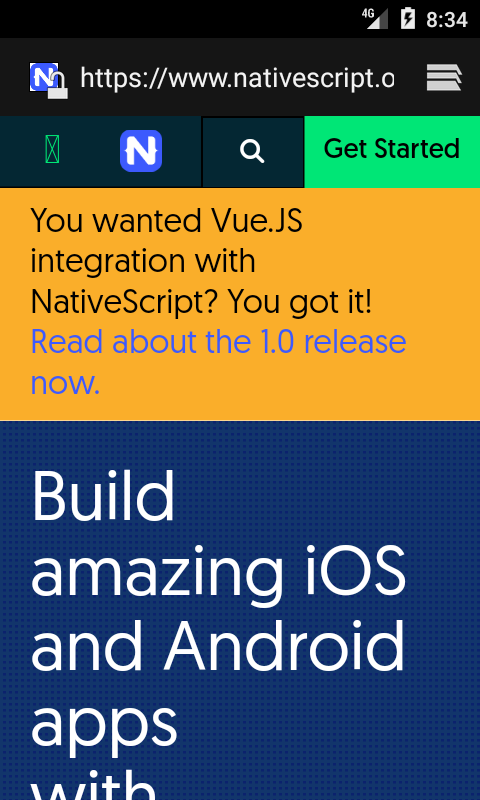 4G 8:34
N https://www.nativescript.o
N Get Started
You wanted Vue.JS
integration with
NativeScript? You got it!
Read about the 1.0 release
now.
Build
amazing iOS
and Android
apps
with